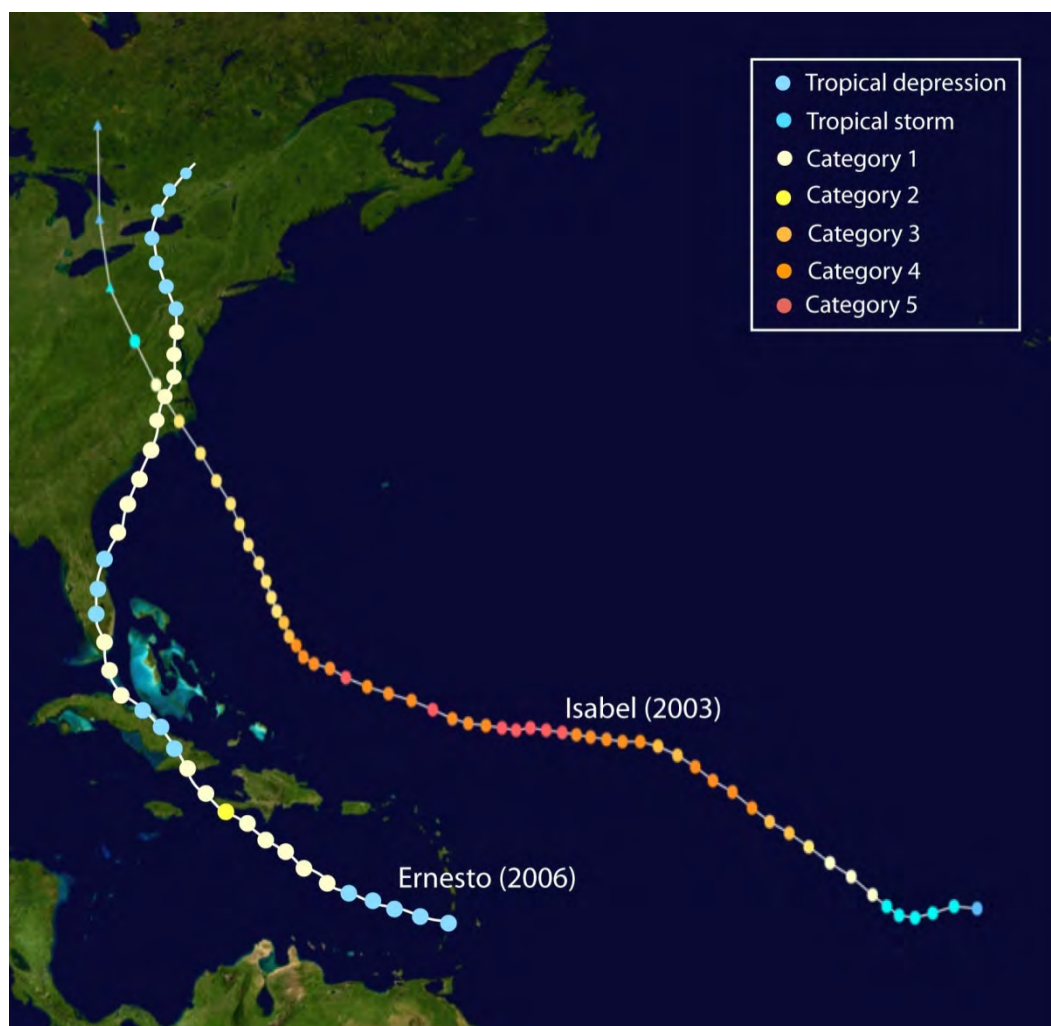 Tropical depression
Tropical storm
Category 1
Category 2
Category 3
Category 4
Category 5
Isabel (2003)
Ernesto (2006)